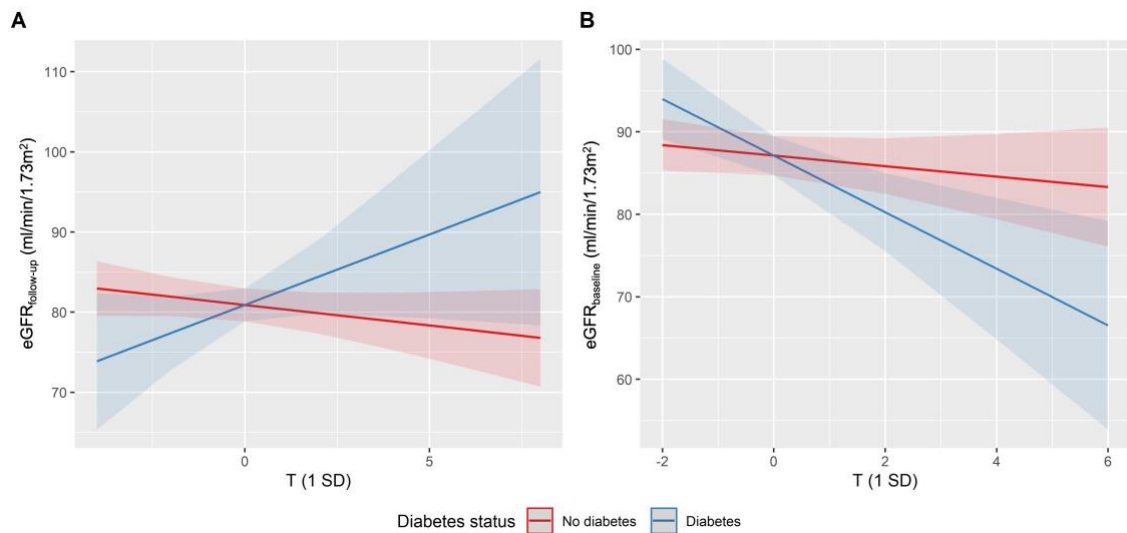 A
eGFRfollow-up (ml/min/1.73m²)
110
100
90
80
70
0
5
T (1 SD)
B
eGFRbaseline (ml/min/1.73m²)
100
90
80
70
60
-2
0
2
4
6
T (1 SD)
Diabetes status No diabetes Diabetes